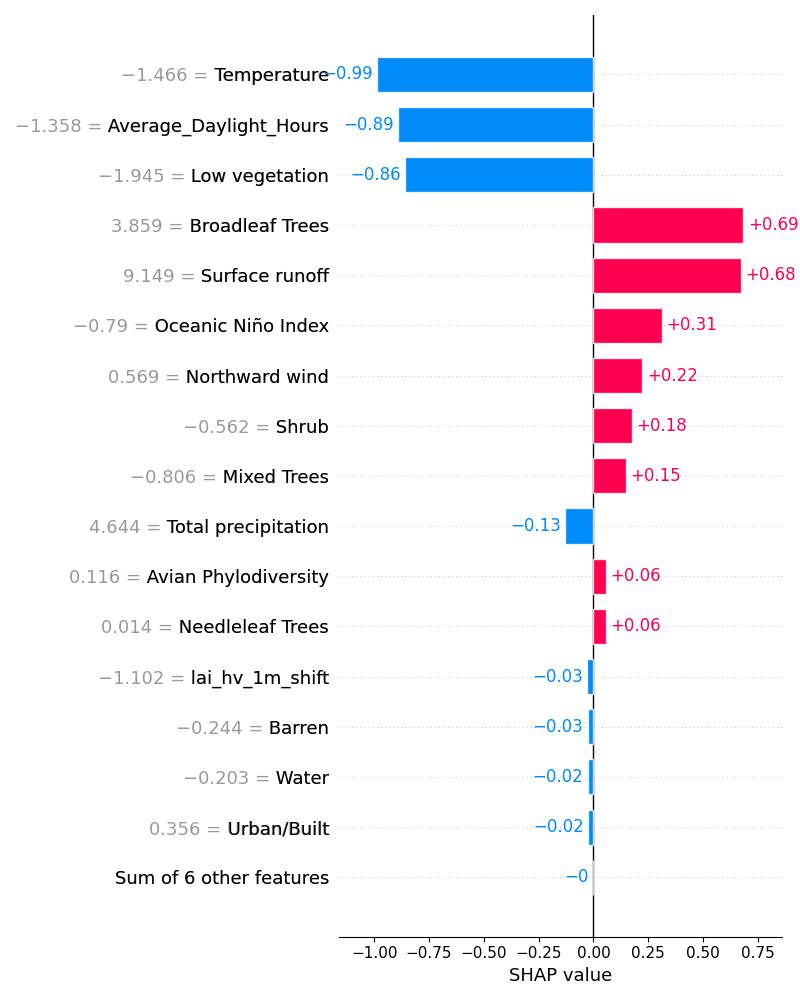 −1.466 = Temperature −0.99
−1.358 = Average_Daylight_Hours −0.89
−1.945 = Low vegetation −0.86
3.859 = Broadleaf Trees +0.69
9.149 = Surface runoff +0.68
−0.79 = Oceanic Niño Index +0.31
0.569 = Northward wind +0.22
−0.562 = Shrub +0.18
−0.806 = Mixed Trees +0.15
4.644 = Total precipitation −0.13
0.116 = Avian Phylodiversity +0.06
0.014 = Needleleaf Trees +0.06
−1.102 = lai_hv_1m_shift −0.03
−0.244 = Barren −0.03
−0.203 = Water −0.02
0.356 = Urban/Built −0.02
Sum of 6 other features −0
−1.00 −0.75 −0.50 −0.25 0.00 0.25 0.50 0.75
SHAP value